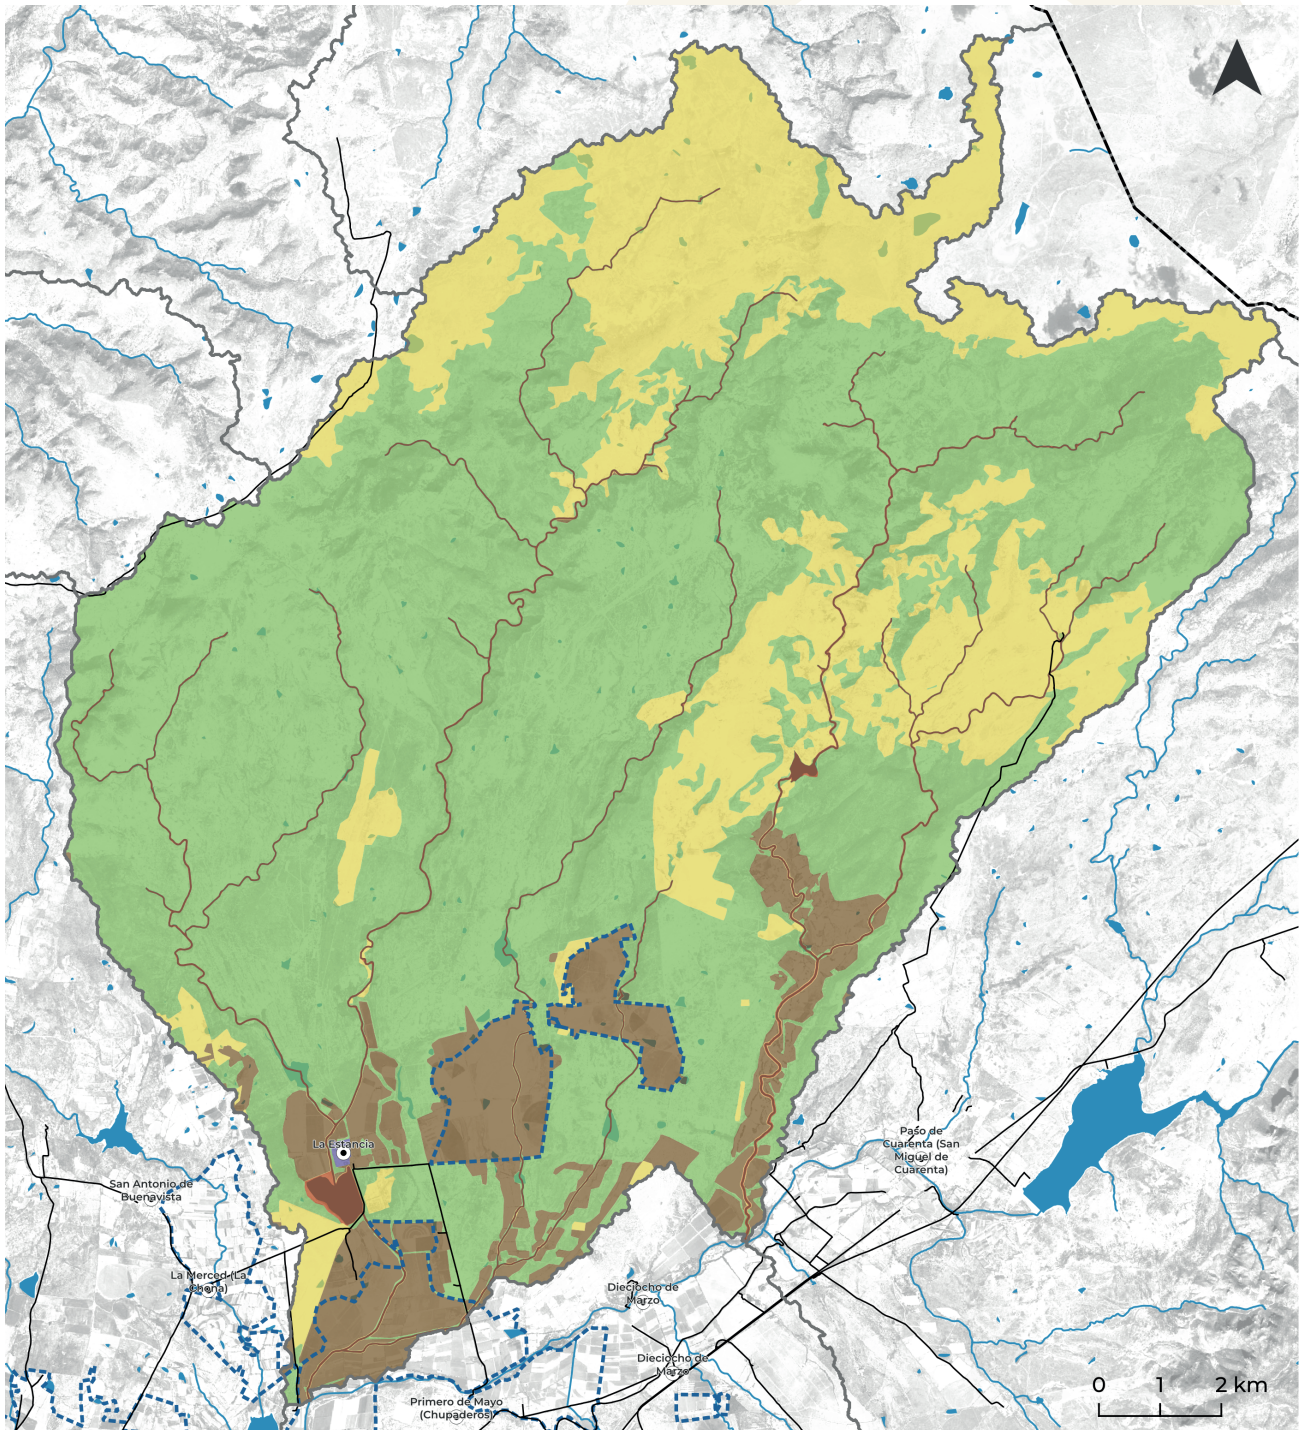 La Estancia
Paso de
Cuarenta (San
Miguel de
Cuarenta)
San Antonio de
Buenavista
La Merced (La
Chona)
Dieciocho de
Marzo
Dieciocho de
Marzo
Primero de Mayo
(Chupaderos)
0 1 2 km